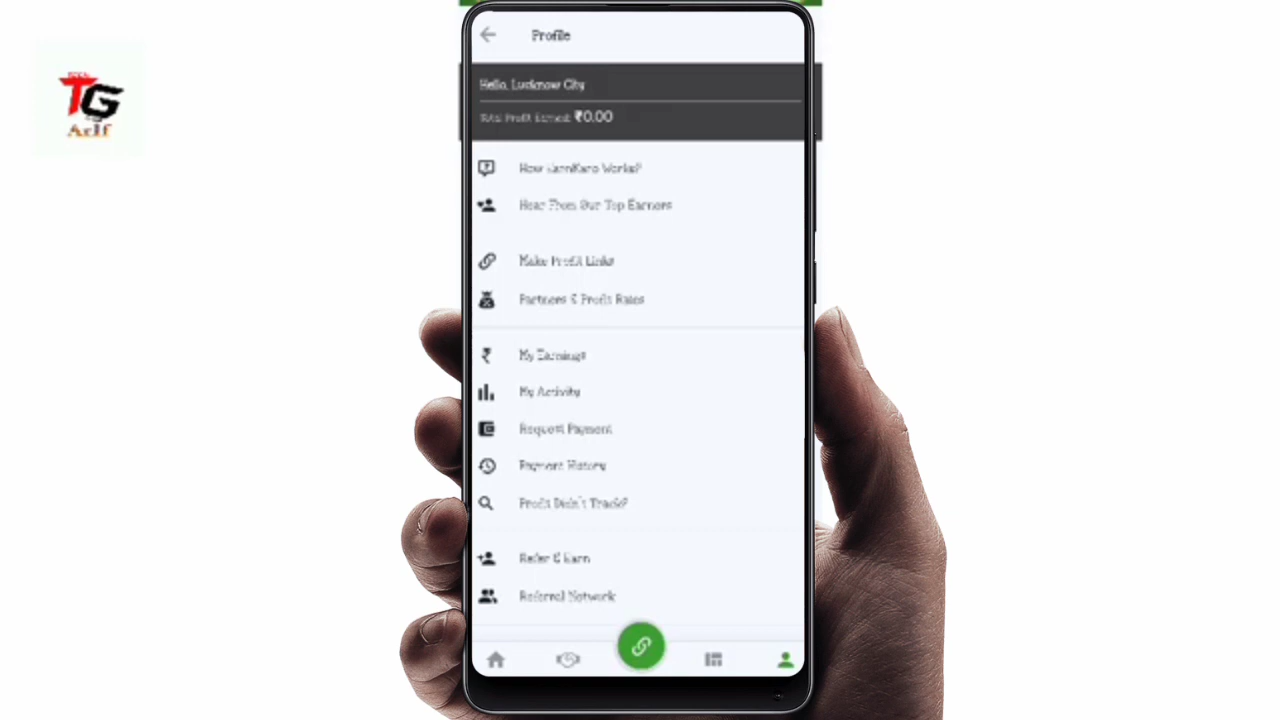 TG
Arif
Profile
Hello, Lucknow City
Total Profit Earned: ₹0.00
How EarnKaro Works?
Hear From Our Top Earners
Make Profit Links
Partners & Profit Rates
My Earnings
My Activity
Request Payment
Payment History
Profit Didn't Track?
Refer & Earn
Referral Network